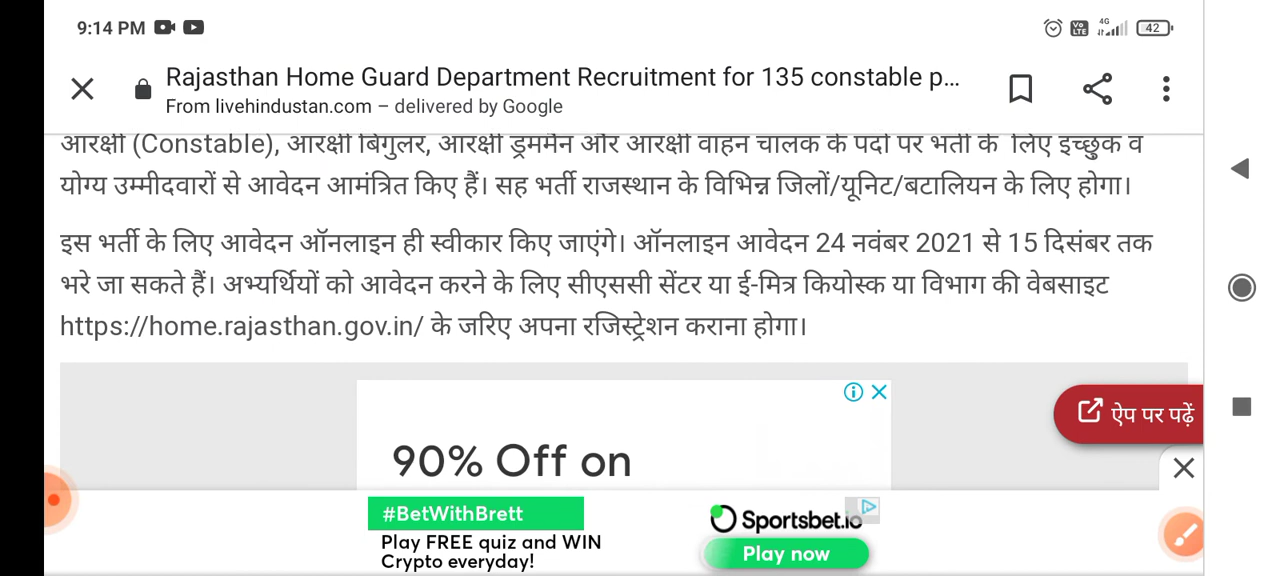 9:14 PM
4G
Vo LTE
42
Rajasthan Home Guard Department Recruitment for 135 constable p...
From livehindustan.com – delivered by Google
आरक्षी (Constable), आरक्षी बिगुलर, आरक्षी ड्रममैन और आरक्षी वाहन चालक के पदों पर भर्ती के लिए इच्छुक व
योग्य उम्मीदवारों से आवेदन आमंत्रित किए हैं। सह भर्ती राजस्थान के विभिन्न जिलों/यूनिट/बटालियन के लिए होगा।
इस भर्ती के लिए आवेदन ऑनलाइन ही स्वीकार किए जाएंगे। ऑनलाइन आवेदन 24 नवंबर 2021 से 15 दिसंबर तक
भरे जा सकते हैं। अभ्यर्थियों को आवेदन करने के लिए सीएससी सेंटर या ई-मित्र कियोस्क या विभाग की वेबसाइट
https://home.rajasthan.gov.in/ के जरिए अपना रजिस्ट्रेशन कराना होगा।
ऐप पर पढ़ें
90% Off on
#BetWithBrett
Play FREE quiz and WIN
Crypto everyday!
Sportsbet.io
Play now